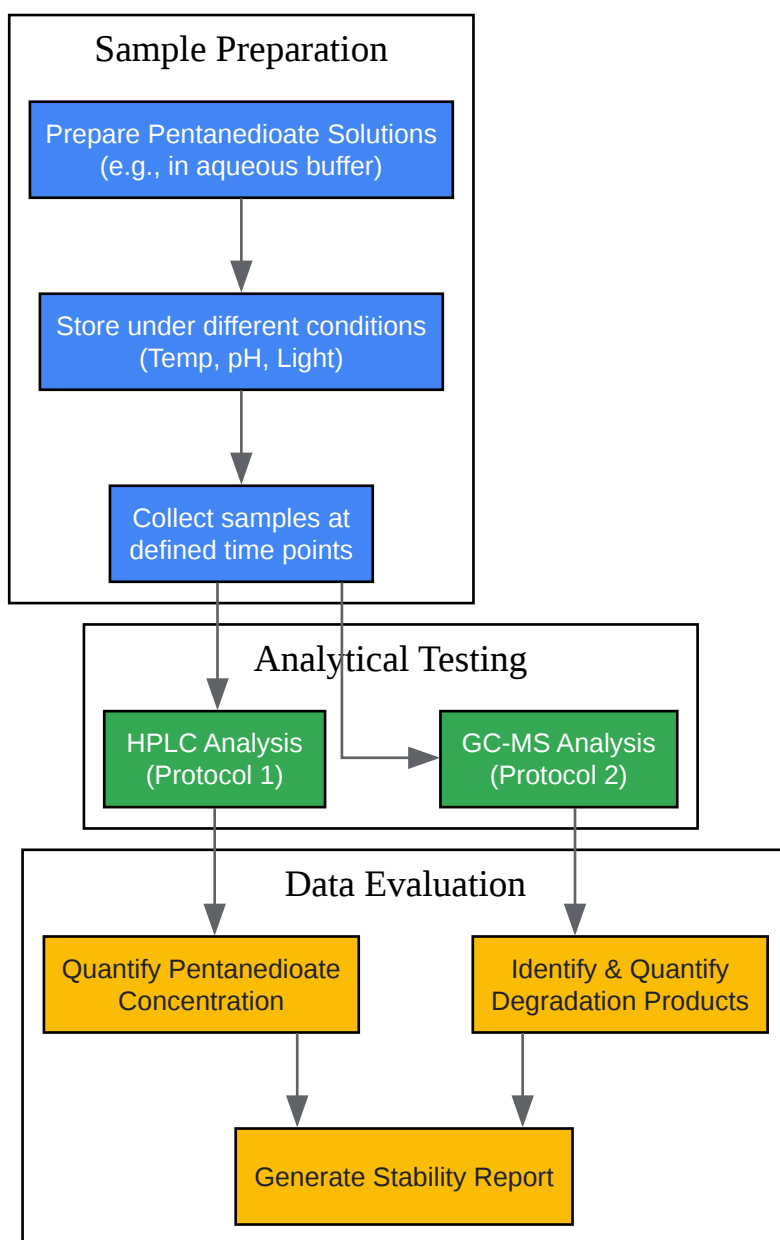 Sample Preparation
Prepare Pentanedioate Solutions
(e.g., in aqueous buffer)
Store under different conditions
(Temp, pH, Light)
Collect samples at
defined time points
Analytical Testing
HPLC Analysis
(Protocol 1)
GC-MS Analysis
(Protocol 2)
Data Evaluation
Quantify Pentanedioate
Concentration
Identify & Quantify
Degradation Products
Generate Stability Report